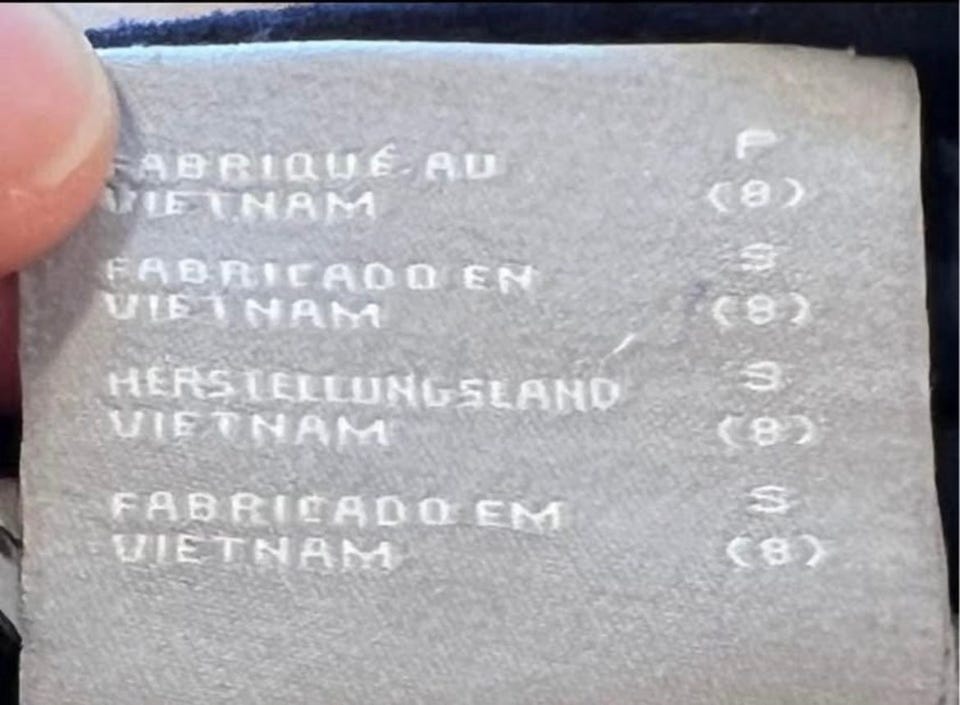 FABRIQUÉ AU P
VIETNAM (8)
FABRICADO EN S
VIETNAM (8)
HERSTELLUNGSLAND S
VIETNAM (8)
FABRICADO EM S
VIETNAM (8)